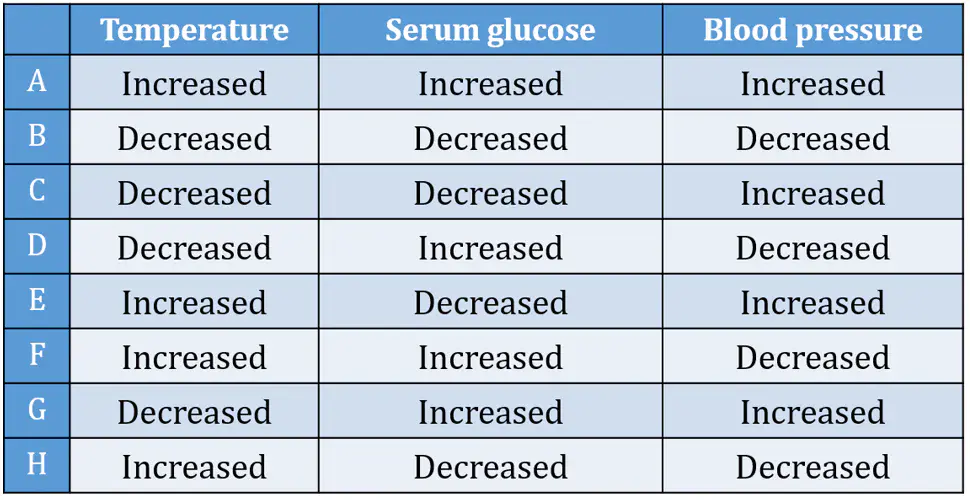 Temperature Serum glucose Blood pressure
A Increased Increased Increased
B Decreased Decreased Decreased
C Decreased Decreased Increased
D Decreased Increased Decreased
E Increased Decreased Increased
F Increased Increased Decreased
G Decreased Increased Increased
H Increased Decreased Decreased